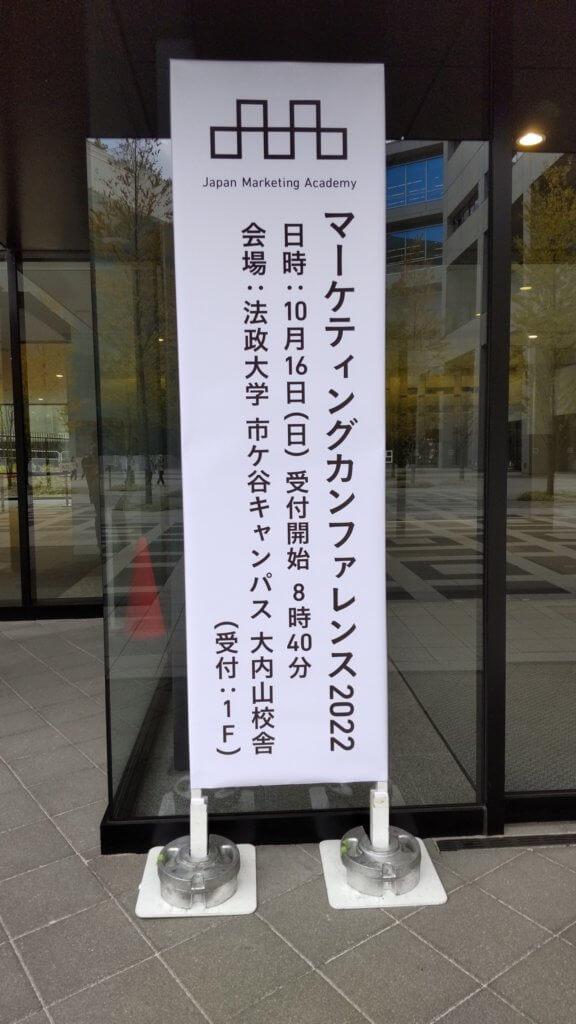 Japan Marketing Academy
マーケティングカンファレンス2022
日時：10月16日(日) 受付開始 8時40分
会場：法政大学 市ケ谷キャンパス 大内山校舎
(受付：1F)